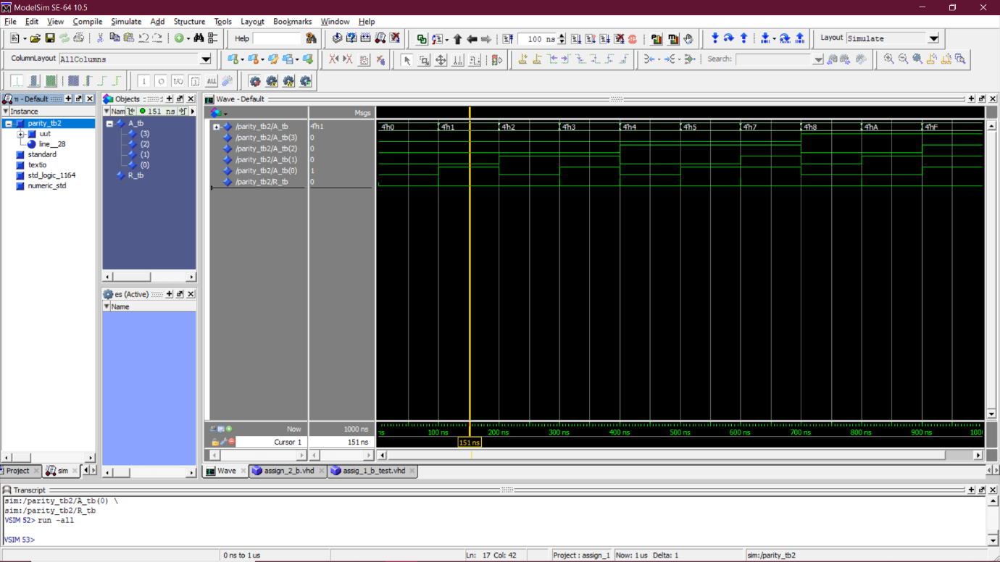 ModelSim SE-64 10.5
File Edit View Compile Simulate Add Structure Tools Layout Bookmarks Window Help
Help 100 ns Layout Simulate
ColumnLayout AllColumns Search:
ALL
- Default Objects Wave - Default
Instance 151 ns Msgs
parity_tb2
uut
line__28
standard
textio
std_logic_1164
numeric_std
A_tb
(3)
(2)
(1)
(0)
R_tb
es (Active)
Name
/parity_tb2/A_tb 4'h1 4'h0 4'h1 4'h2 4'h3 4'h4 4'h5 4'h7 4'h8 4'hA 4'hF
/parity_tb2/A_tb(3) 0
/parity_tb2/A_tb(2) 0
/parity_tb2/A_tb(1) 0
/parity_tb2/A_tb(0) 1
/parity_tb2/R_tb 0
Now 1000 ns 100 ns 200 ns 300 ns 400 ns 500 ns 600 ns 700 ns 800 ns 900 ns
Cursor 1 151 ns 151 ns
Project sim Wave assign_2_b.vhd assig_1_b_test.vhd
Transcript
sim:/parity_tb2/A_tb(0) \
sim:/parity_tb2/R_tb
VSIM 52> run -all
VSIM 53>
0 ns to 1 us Ln: 17 Col: 42 Project : assign_1 Now: 1 us Delta: 1 sim:/parity_tb2